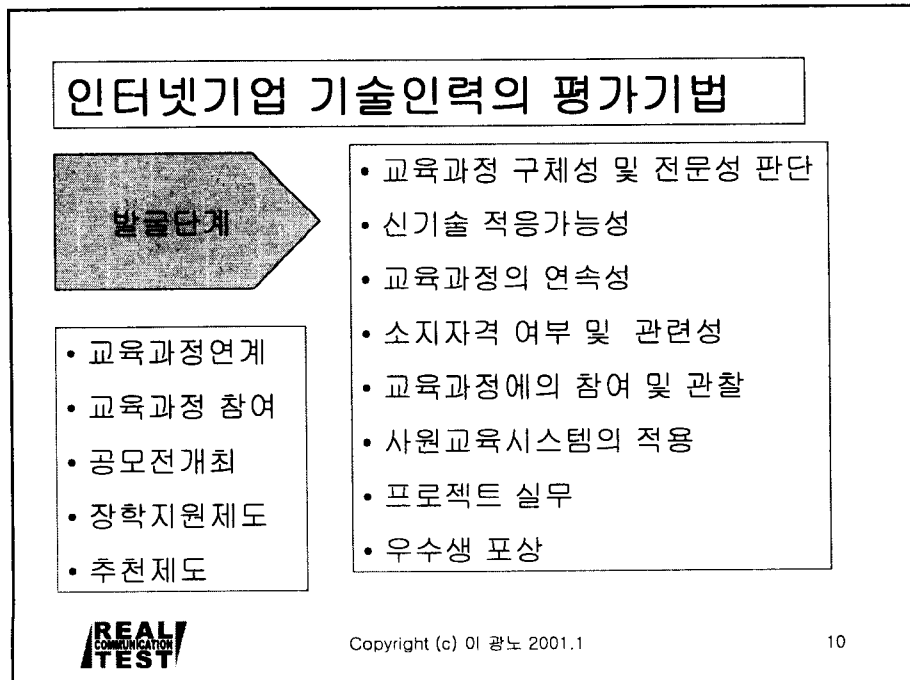 인터넷기업 기술인력의 평가기법
발굴단계
• 교육과정연계
• 교육과정 참여
• 공모전개최
• 장학지원제도
• 추천제도
• 교육과정 구체성 및 전문성 판단
• 신기술 적응가능성
• 교육과정의 연속성
• 소지자격 여부 및 관련성
• 교육과정에의 참여 및 관찰
• 사원교육시스템의 적용
• 프로젝트 실무
• 우수생 포상
REAL
COMMUNICATION
TEST
Copyright (c) 이 광노 2001.1
10